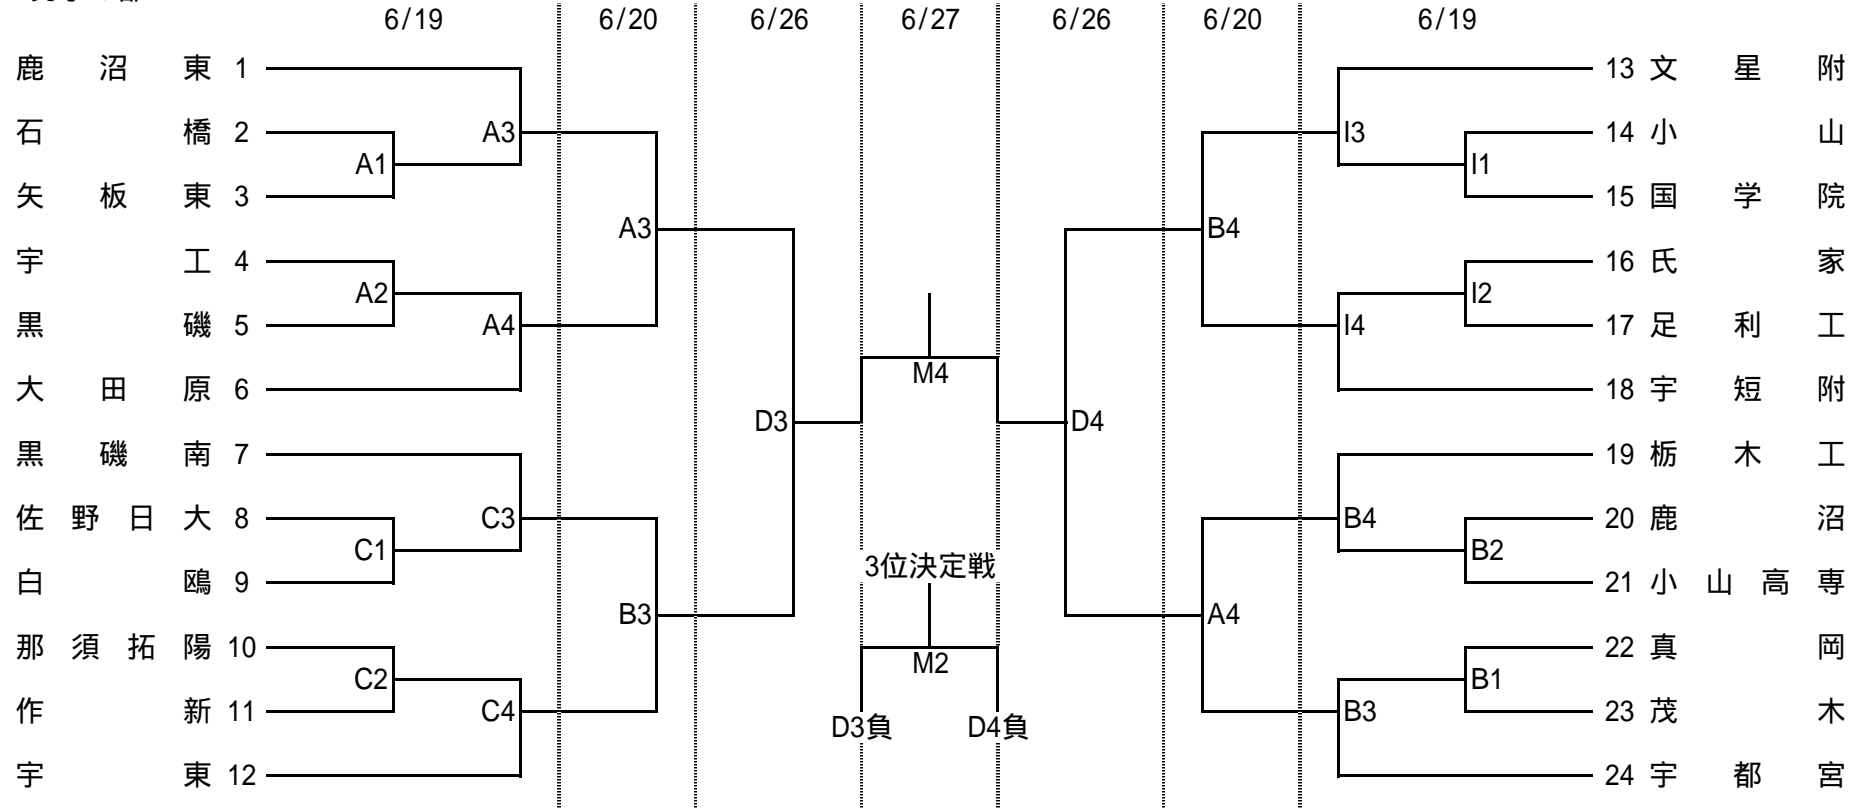 6/19 6/20 6/26 6/27 6/26 6/20 6/19
鹿沼東 1
石橋 2
矢板東 3
宇工 4
黒磯 5
大田原 6
黒磯南 7
佐野日大 8
白鴎 9
那須拓陽 10
作新 11
宇東 12
A1
A2
C1
C2
A3
A4
C3
C4
A3
B3
D3
M4
3位決定戦
M2
D3負 D4負
D4
B4
A4
I3
I4
B4
B3
I1
I2
B2
B1
13 文星附
14 小山
15 国学院
16 氏家
17 足利工
18 宇短附
19 栃木工
20 鹿沼
21 小山高専
22 真岡
23 茂木
24 宇都宮